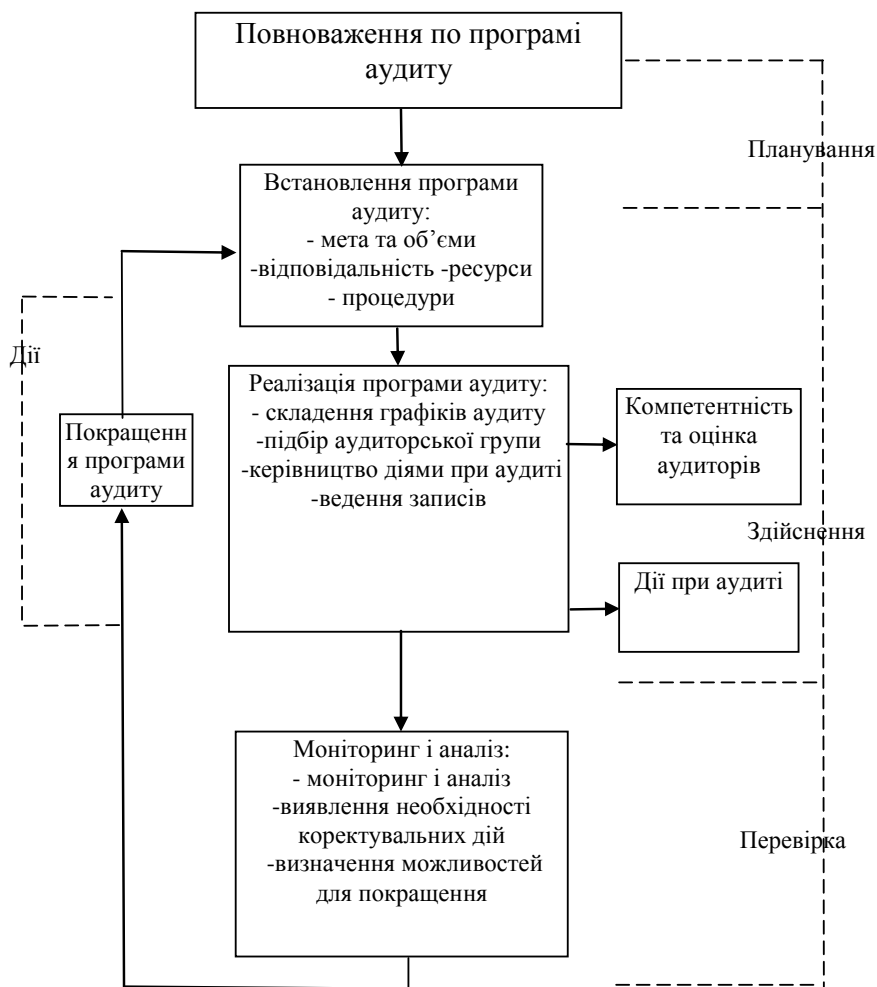 Повноваження по програмі
аудиту
Планування
Встановлення програми
аудиту:
- мета та об’єми
-відповідальність -ресурси
- процедури
Дії
Реалізація програми аудиту:
- складення графіків аудиту
-підбір аудиторської групи
-керівництво діями при аудиті
-ведення записів
Компетентність
та оцінка
аудиторів
Покращенн
я програми
аудиту
Здійснення
Дії при аудиті
Моніторинг і аналіз:
- моніторинг і аналіз
-виявлення необхідності
коректувальних дій
-визначення можливостей
для покращення
Перевірка